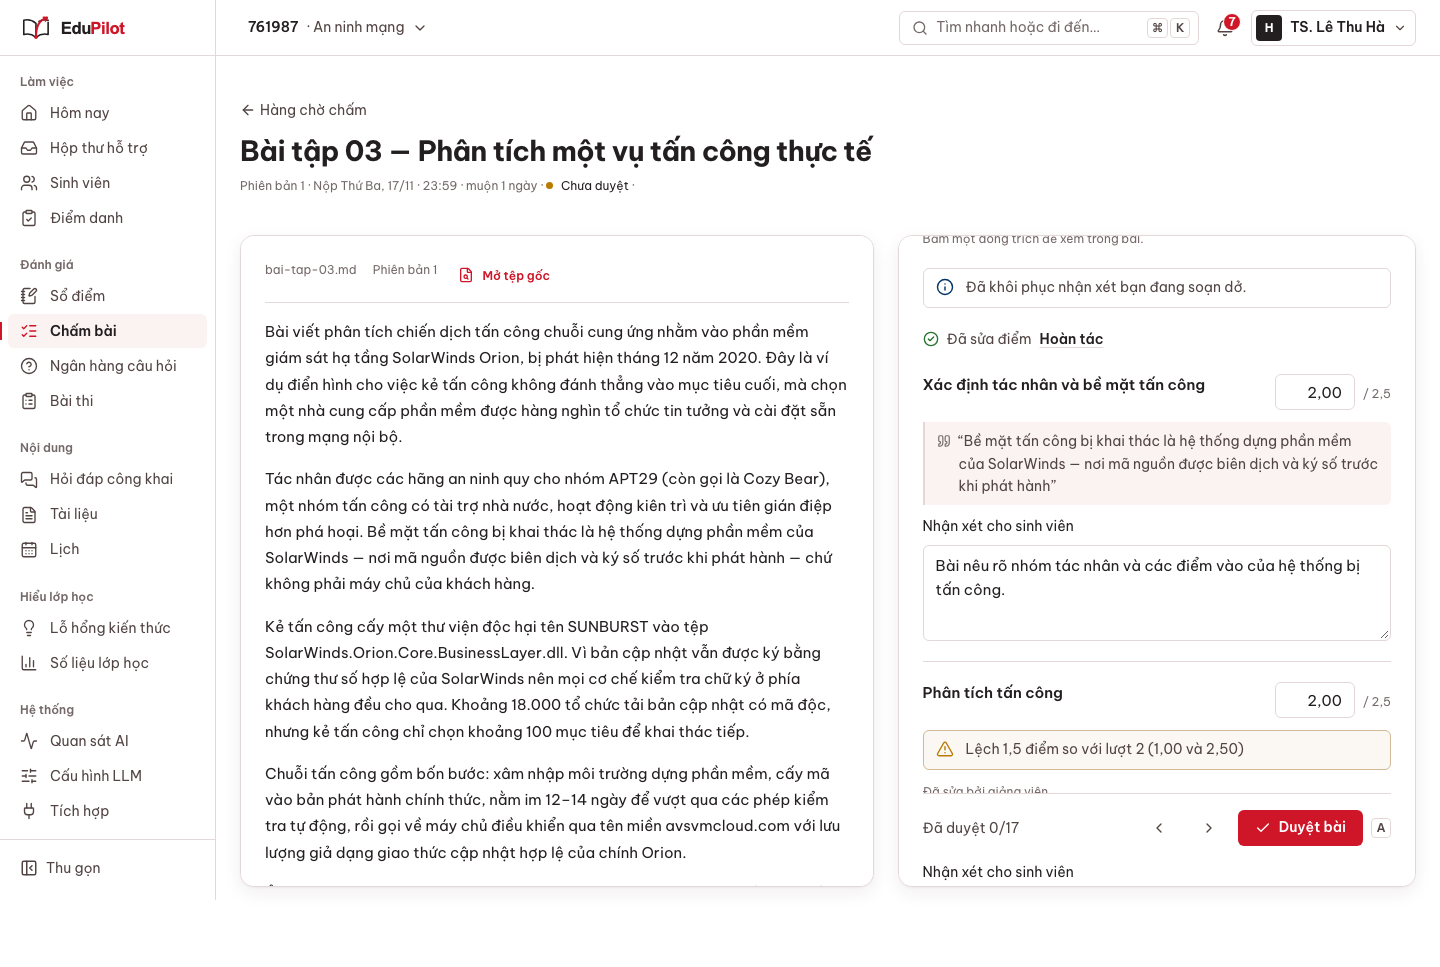 EduPilot
761987 · An ninh mạng
Tìm nhanh hoặc đi đến...
⌘ K
7
H TS. Lê Thu Hà
Làm việc
Hôm nay
Hộp thư hỗ trợ
Sinh viên
Điểm danh
Đánh giá
Sổ điểm
Chấm bài
Ngân hàng câu hỏi
Bài thi
Nội dung
Hỏi đáp công khai
Tài liệu
Lịch
Hiểu lớp học
Lỗ hổng kiến thức
Số liệu lớp học
Hệ thống
Quan sát AI
Cấu hình LLM
Tích hợp
Thu gọn
Hàng chờ chấm
Bài tập 03 — Phân tích một vụ tấn công thực tế
Phiên bản 1 · Nộp Thứ Ba, 17/11 · 23:59 · muộn 1 ngày · Chưa duyệt ·
bai-tap-03.md Phiên bản 1 Mở tệp gốc
Bài viết phân tích chiến dịch tấn công chuỗi cung ứng nhằm vào phần mềm
giám sát hạ tầng SolarWinds Orion, bị phát hiện tháng 12 năm 2020. Đây là ví
dụ điển hình cho việc kẻ tấn công không đánh thẳng vào mục tiêu cuối, mà chọn
một nhà cung cấp phần mềm được hàng nghìn tổ chức tin tưởng và cài đặt sẵn
trong mạng nội bộ.
Tác nhân được các hãng an ninh quy cho nhóm APT29 (còn gọi là Cozy Bear),
một nhóm tấn công có tài trợ nhà nước, hoạt động kiên trì và ưu tiên gián điệp
hơn phá hoại. Bề mặt tấn công bị khai thác là hệ thống dựng phần mềm của
SolarWinds — nơi mã nguồn được biên dịch và ký số trước khi phát hành — chứ
không phải máy chủ của khách hàng.
Kẻ tấn công cấy một thư viện độc hại tên SUNBURST vào tệp
SolarWinds.Orion.Core.BusinessLayer.dll. Vì bản cập nhật vẫn được ký bằng
chứng thư số hợp lệ của SolarWinds nên mọi cơ chế kiểm tra chữ ký ở phía
khách hàng đều cho qua. Khoảng 18.000 tổ chức tải bản cập nhật có mã độc,
nhưng kẻ tấn công chỉ chọn khoảng 100 mục tiêu để khai thác tiếp.
Chuỗi tấn công gồm bốn bước: xâm nhập môi trường dựng phần mềm, cấy mã
vào bản phát hành chính thức, nằm im 12–14 ngày để vượt qua các phép kiểm
tra tự động, rồi gọi về máy chủ điều khiển qua tên miền avsvmcloud.com với lưu
lượng giả dạng giao thức cập nhật hợp lệ của chính Orion.
Bấm một dòng trích để xem trong bài.
Đã khôi phục nhận xét bạn đang soạn dở.
Đã sửa điểm Hoàn tác
Xác định tác nhân và bề mặt tấn công 2,00 / 2,5
“Bề mặt tấn công bị khai thác là hệ thống dựng phần mềm
của SolarWinds — nơi mã nguồn được biên dịch và ký số trước
khi phát hành”
Nhận xét cho sinh viên
Bài nêu rõ nhóm tác nhân và các điểm vào của hệ thống bị
tấn công.
Phân tích tấn công 2,00 / 2,5
Lệch 1,5 điểm so với lượt 2 (1,00 và 2,50)
Đã sửa bởi giảng viên
Đã duyệt 0/17 Duyệt bài A
Nhận xét cho sinh viên